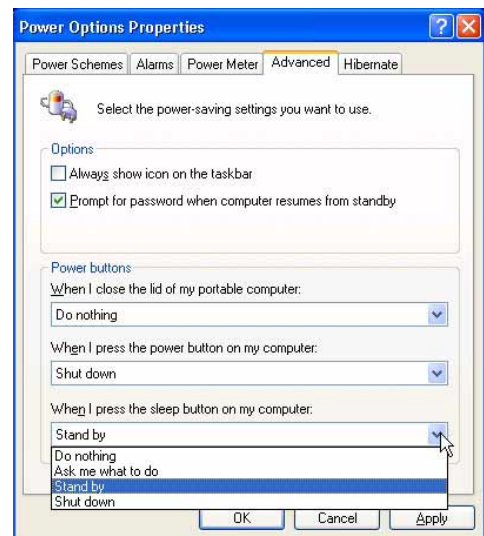 Power Options Properties
Power Schemes Alarms Power Meter Advanced Hibernate
Select the power-saving settings you want to use.
Options
Always show icon on the taskbar
Prompt for password when computer resumes from standby
Power buttons
When I close the lid of my portable computer:
Do nothing
When I press the power button on my computer:
Shut down
When I press the sleep button on my computer:
Stand by
Do nothing
Ask me what to do
Stand by
Shut down
OK Cancel Apply